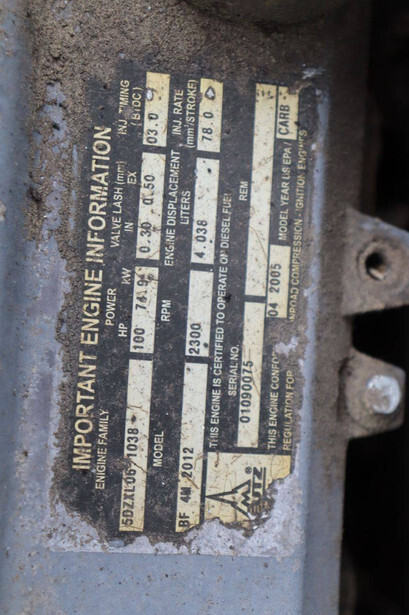 IMPORTANT ENGINE INFORMATION
ENIGINE FAMILY POWER VALVE LASH (mm) INJ. TIMING
HP kW IN EX (BTDC)
5DZXL06 1038 100 74.9 0.30 0.50 03.0
MODEL RPM ENGINE DISPLACEMENT INJ. RATE
LITERS (mm³/STROKE)
BF 4M 2012 2300 4.038 78.0
THIS ENGINE IS CERTIFIED TO OPERATE ON DIESEL FUEL
SERIAL NO. REM
01090075
THIS ENGINE 04 2005 MODEL YEAR US EPA / CARB
REGULATION FOR COMPRESSION - IGNITION ENGINES